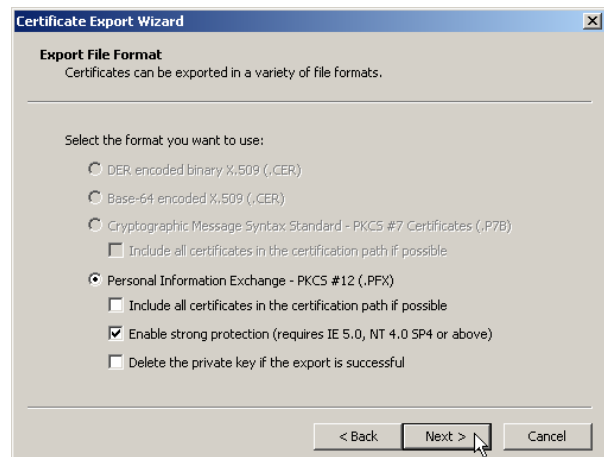 Certificate Export Wizard
Export File Format
Certificates can be exported in a variety of file formats.
Select the format you want to use:
DER encoded binary X.509 (.CER)
Base-64 encoded X.509 (.CER)
Cryptographic Message Syntax Standard - PKCS #7 Certificates (.P7B)
Include all certificates in the certification path if possible
Personal Information Exchange - PKCS #12 (.PFX)
Include all certificates in the certification path if possible
Enable strong protection (requires IE 5.0, NT 4.0 SP4 or above)
Delete the private key if the export is successful
< Back Next > Cancel